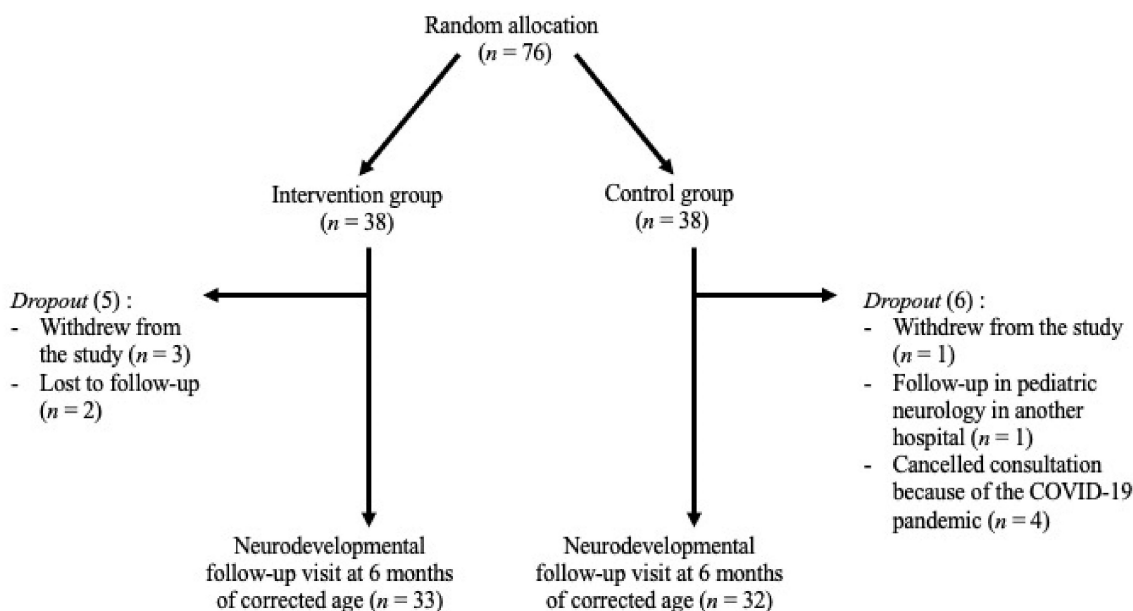 Random allocation
(n = 76)
Intervention group
(n = 38)
Control group
(n = 38)
Dropout (5) :
- Withdrew from
the study (n = 3)
- Lost to follow-up
(n = 2)
Dropout (6) :
- Withdrew from the study
(n = 1)
- Follow-up in pediatric
neurology in another
hospital (n = 1)
- Cancelled consultation
because of the COVID-19
pandemic (n = 4)
Neurodevelopmental
follow-up visit at 6 months
of corrected age (n = 33)
Neurodevelopmental
follow-up visit at 6 months
of corrected age (n = 32)